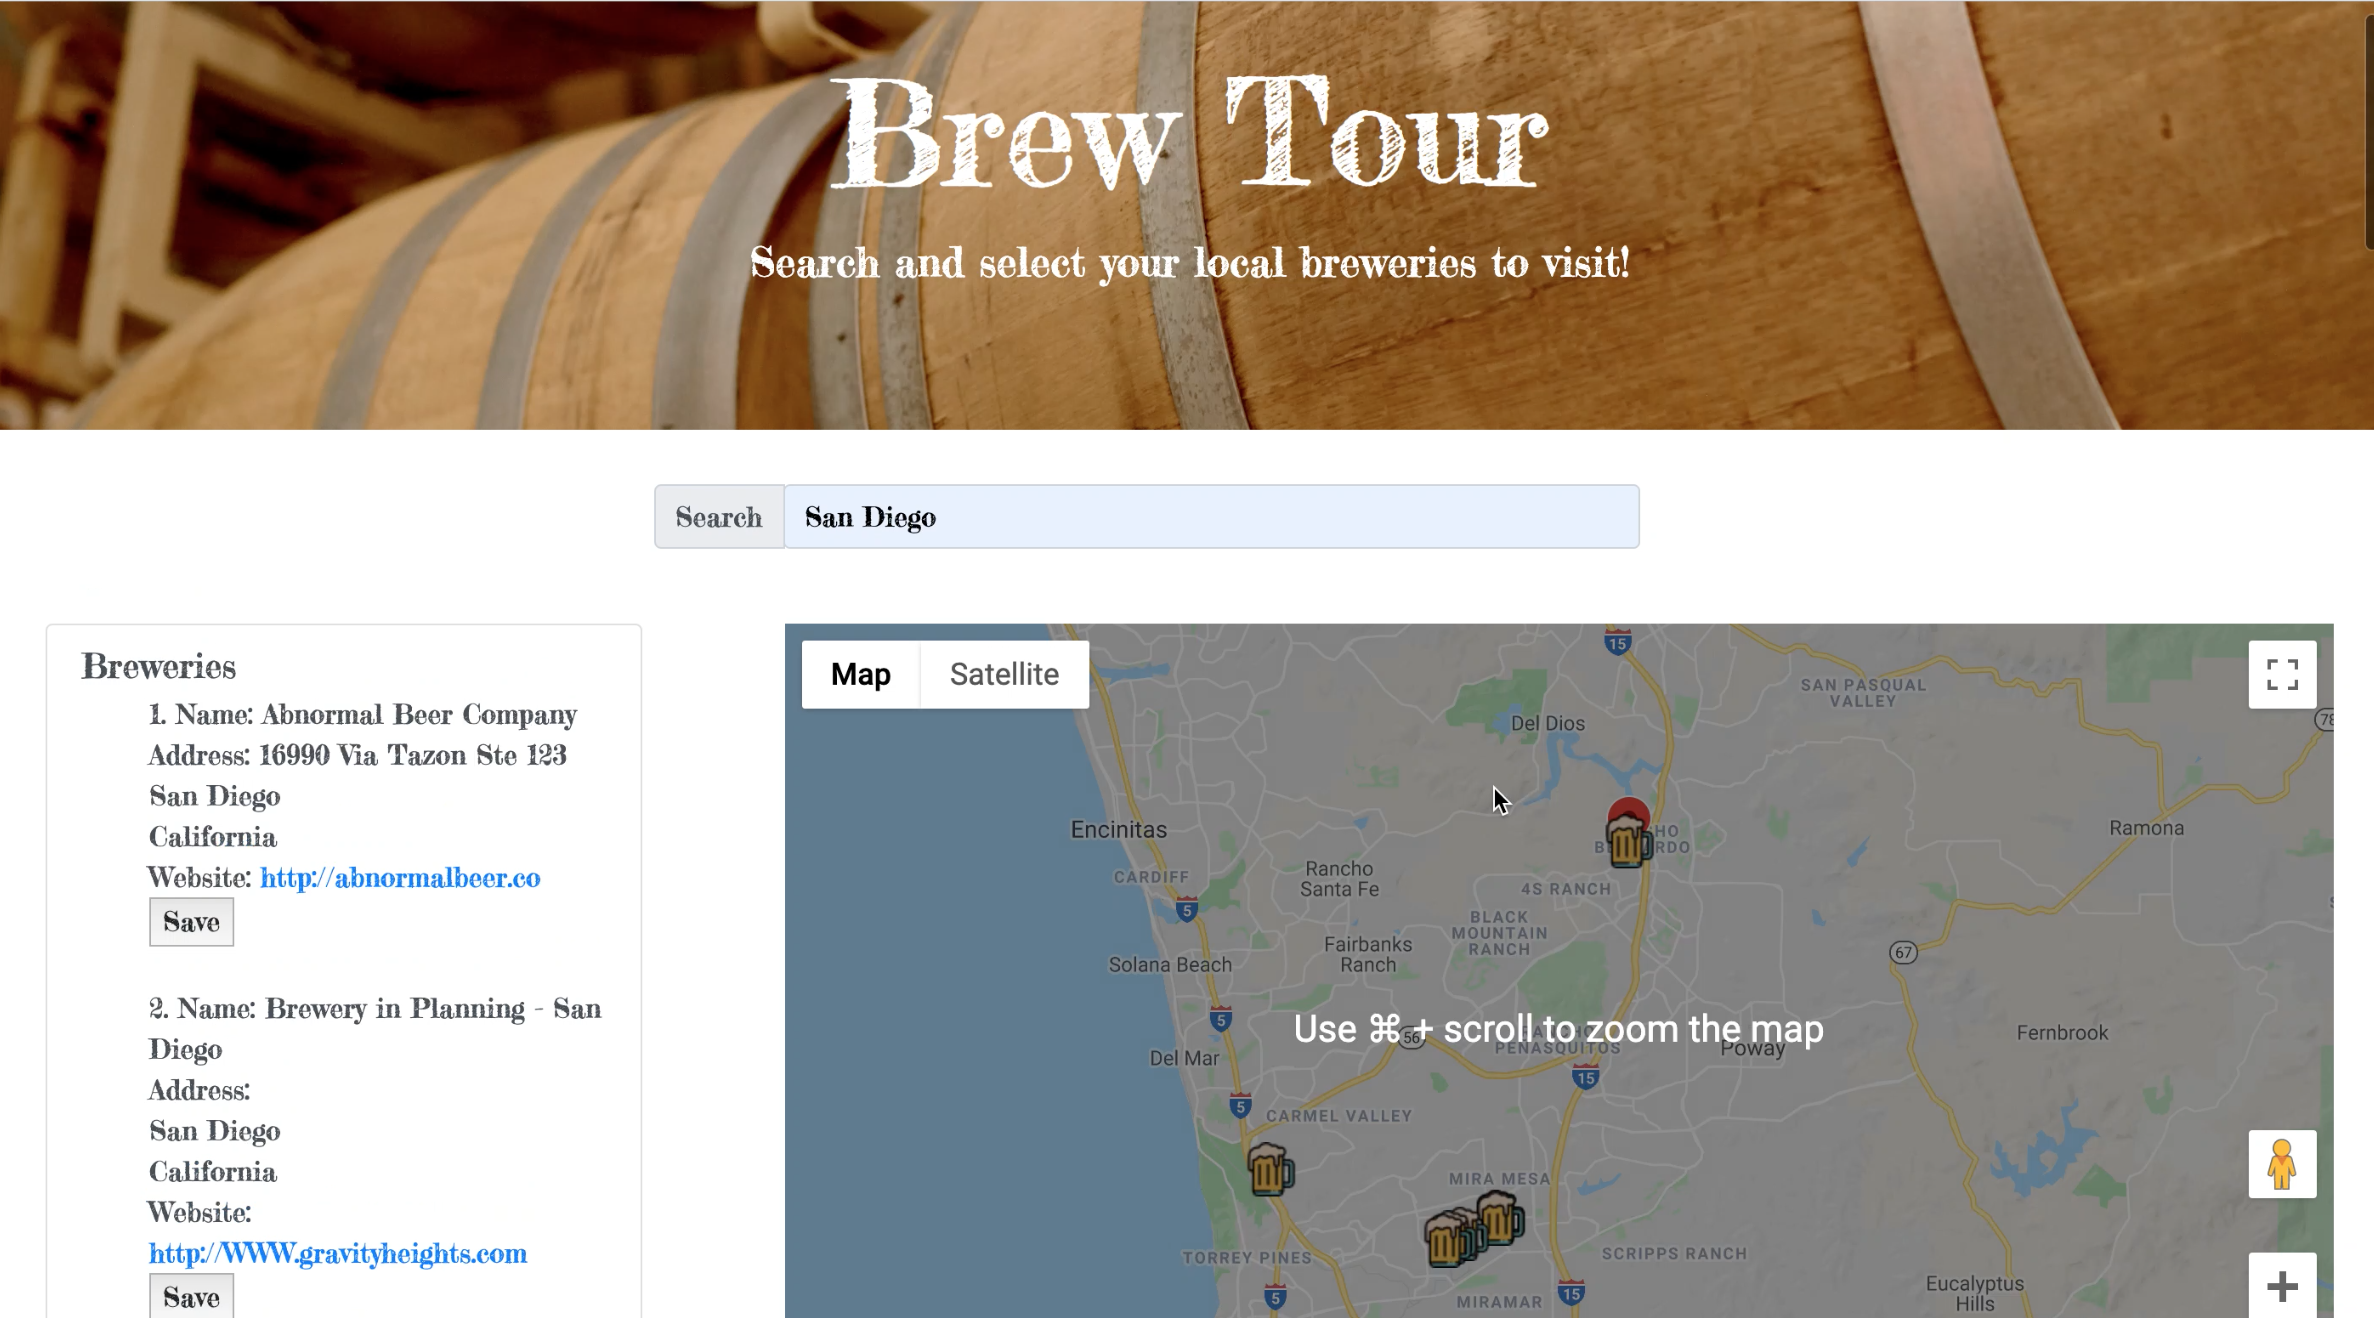 Brew Tour
Search and select your local breweries to visit!
Search
San Diego
Breweries
1. Name: Abnormal Beer Company
Address: 16990 Via Tazon Ste 123
San Diego
California
Website: http://abnormalbeer.co
Save
2. Name: Brewery in Planning - San
Diego
Address:
San Diego
California
Website:
http://WWW.gravityheights.com
Save
Map
Satellite
15
SAN PASQUAL
VALLEY
78
Del Dios
Encinitas
Ramona
CARDIFF
Rancho
Santa Fe
4S RANCH
5
BLACK
MOUNTAIN
RANCH
Fairbanks
Ranch
67
Solana Beach
5
Use ⌘ + scroll to zoom the map
56
PENASQUITOS
Poway
Fernbrook
Del Mar
15
5
CARMEL VALLEY
MIRA MESA
TORREY PINES
SCRIPPS RANCH
5
15
MIRAMAR
Eucalyptus
Hills